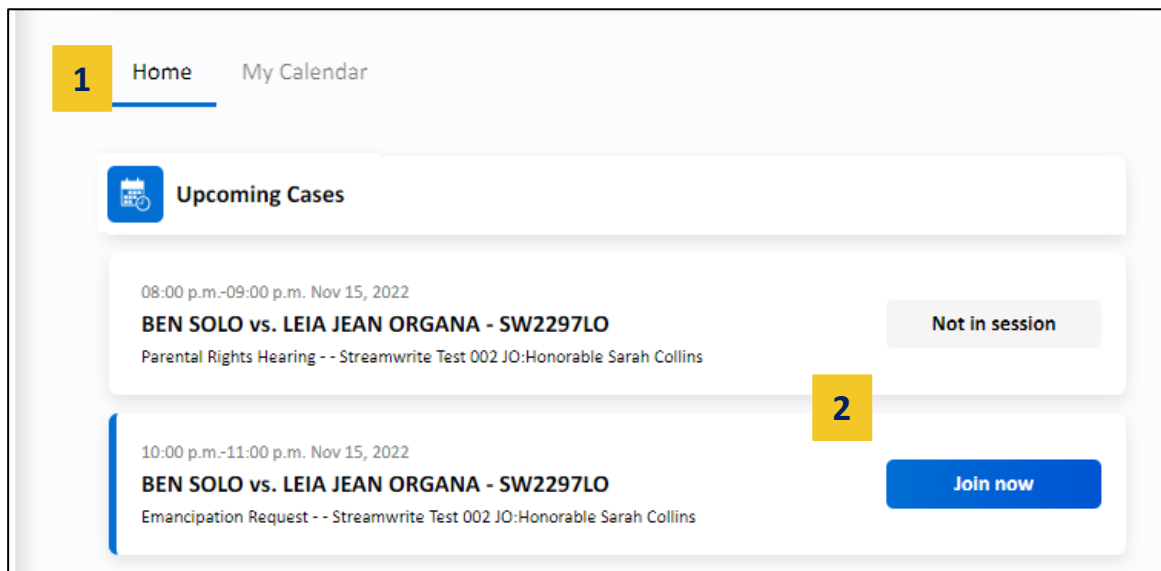 1
Home My Calendar
Upcoming Cases
08:00 p.m.-09:00 p.m. Nov 15, 2022
BEN SOLO vs. LEIA JEAN ORGANA - SW2297LO
Not in session
Parental Rights Hearing - - Streamwrite Test 002 JO:Honorable Sarah Collins
2
10:00 p.m.-11:00 p.m. Nov 15, 2022
BEN SOLO vs. LEIA JEAN ORGANA - SW2297LO
Join now
Emancipation Request - - Streamwrite Test 002 JO:Honorable Sarah Collins